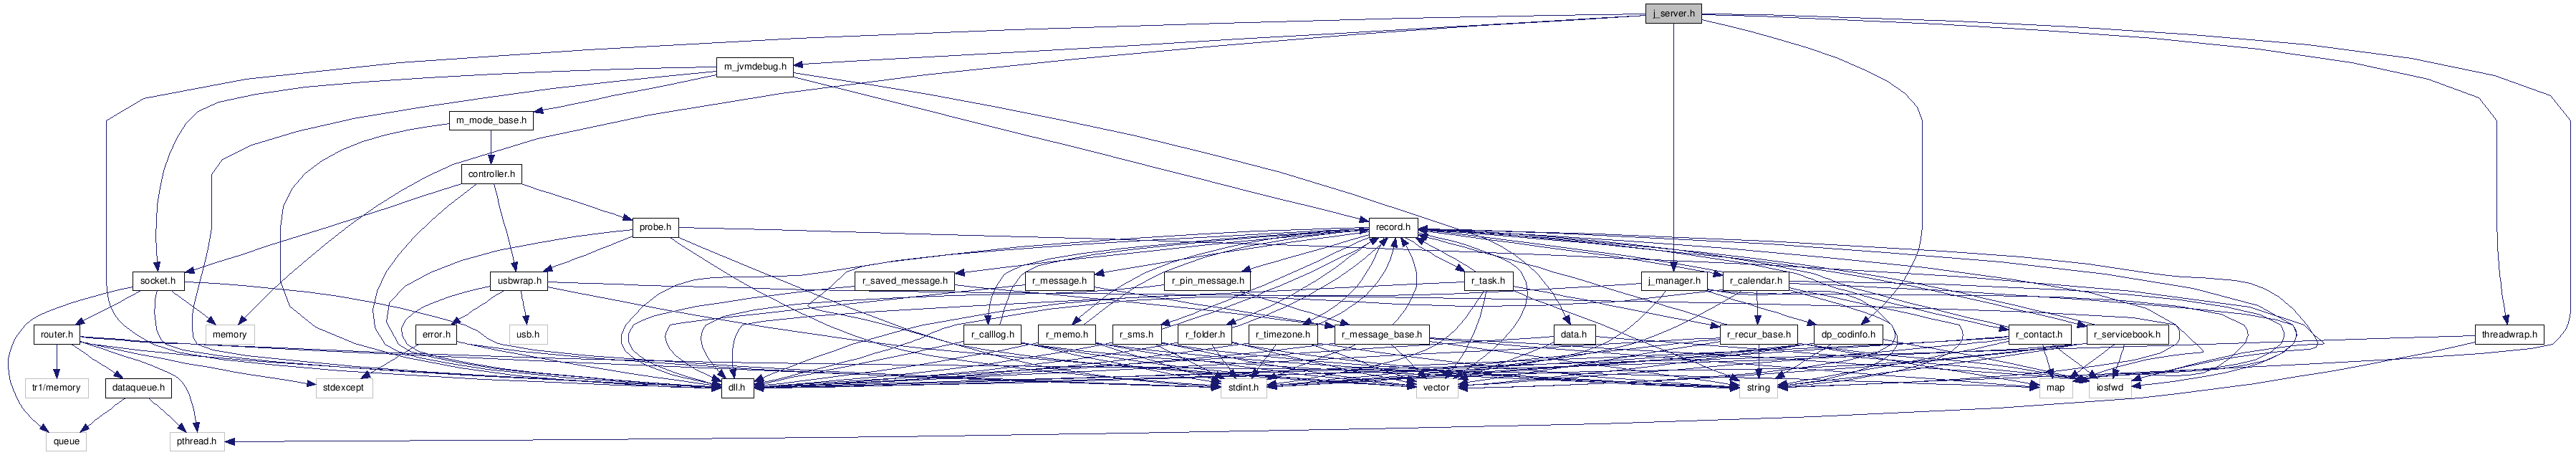 j_server.h
m_jvmdebug.h
m_mode_base.h
controller.h
probe.h
record.h
socket.h
usbwrap.h
r_saved_message.h
r_message.h
r_pin_message.h
r_task.h
j_manager.h
r_calendar.h
router.h
memory
error.h
usb.h
r_calllog.h
r_memo.h
r_sms.h
r_folder.h
r_timezone.h
r_message_base.h
data.h
r_recur_base.h
dp_codinfo.h
r_contact.h
r_servicebook.h
threadwrap.h
tr1/memory
dataqueue.h
stdexcept
dll.h
stdint.h
vector
string
map
iosfwd
queue
pthread.h